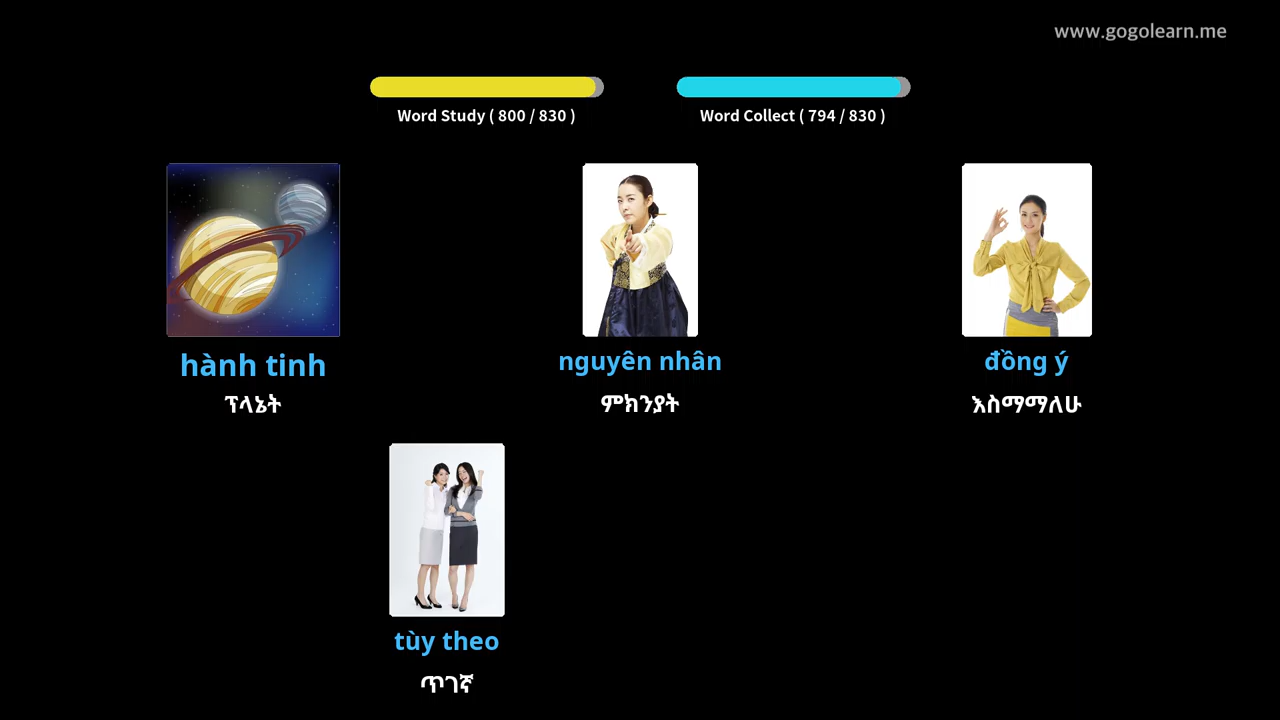 www.gogolearn.me
Word Study ( 800 / 830 )
Word Collect ( 794 / 830 )
hành tinh
ፕላኔት
nguyên nhân
ምክንያት
đồng ý
እስማማለሁ
tùy theo
ጥገኛ